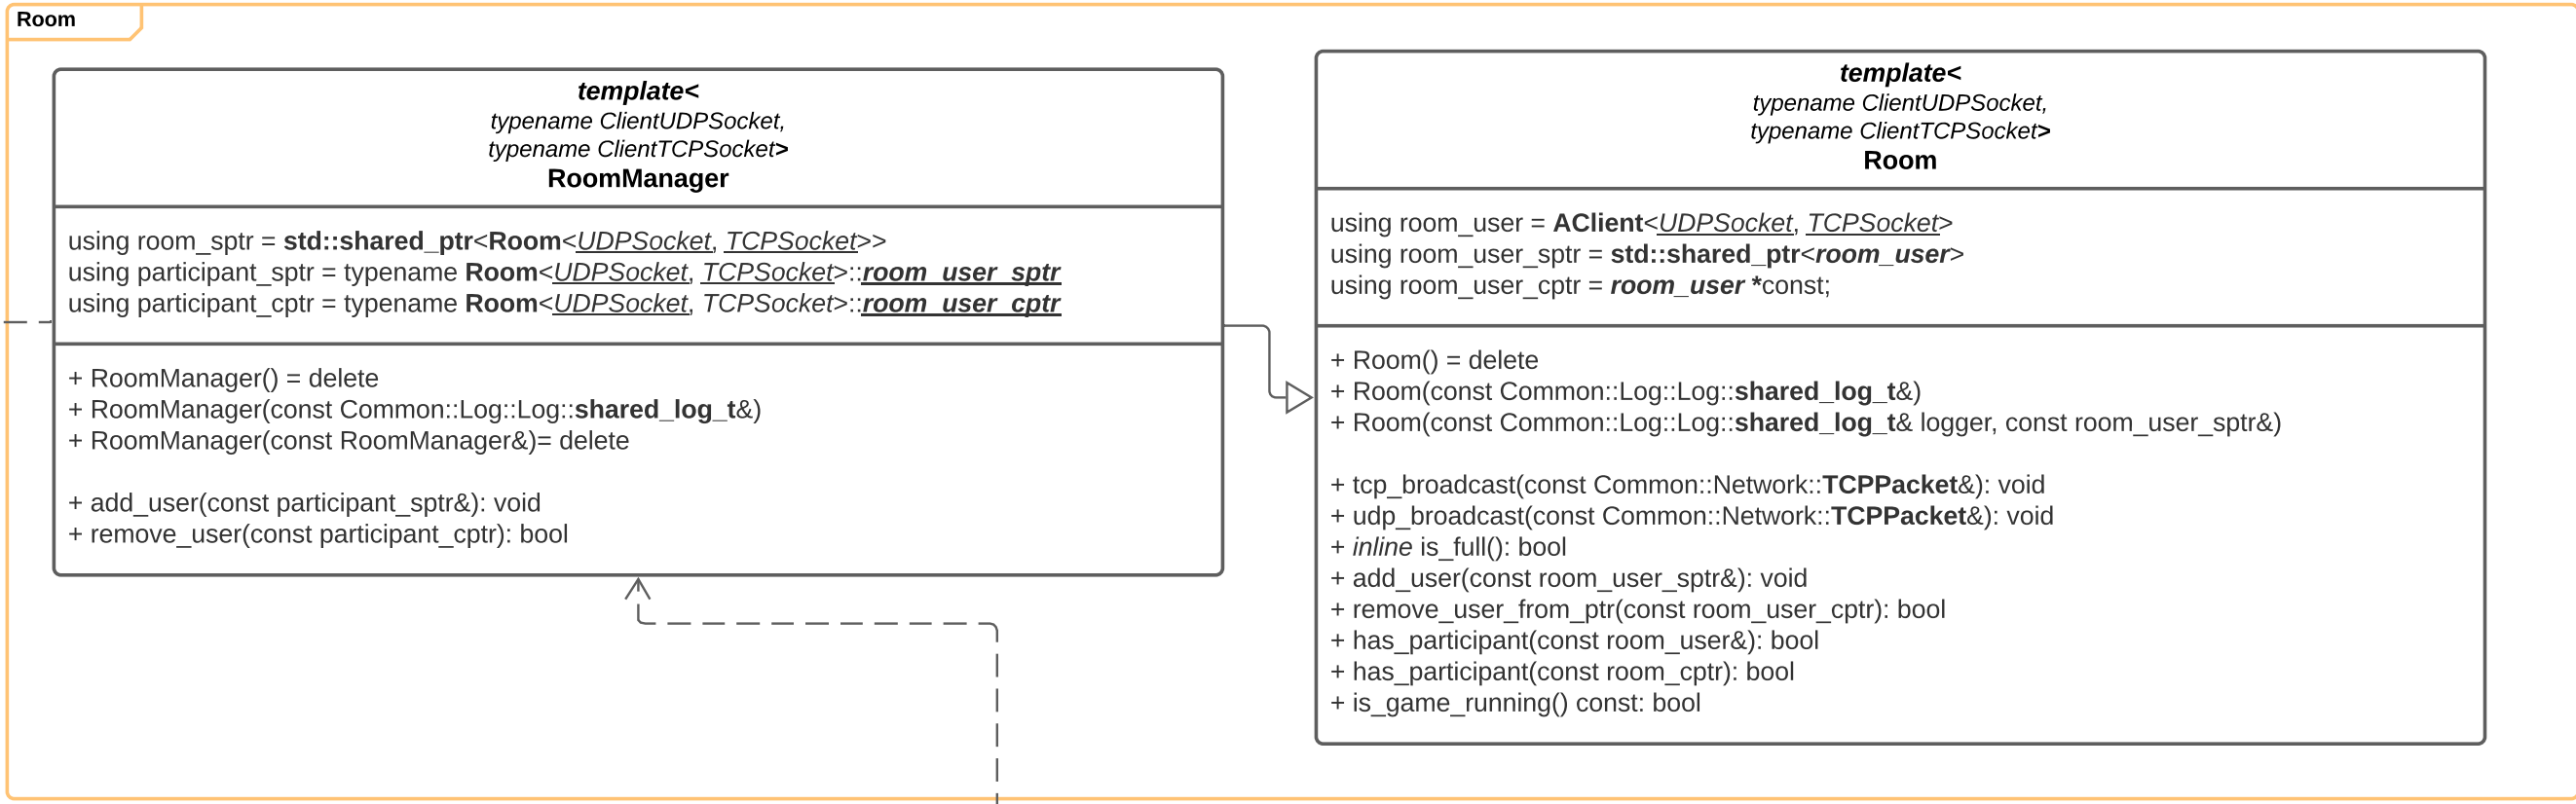 Room
template<
typename ClientUDPSocket,
typename ClientTCPSocket>
RoomManager
using room_sptr = std::shared_ptr<Room<UDPSocket, TCPSocket>>
using participant_sptr = typename Room<UDPSocket, TCPSocket>::room_user_sptr
using participant_cptr = typename Room<UDPSocket, TCPSocket>::room_user_cptr
+ RoomManager() = delete
+ RoomManager(const Common::Log::Log::shared_log_t&)
+ RoomManager(const RoomManager&)= delete
+ add_user(const participant_sptr&): void
+ remove_user(const participant_cptr): bool
template<
typename ClientUDPSocket,
typename ClientTCPSocket>
Room
using room_user = AClient<UDPSocket, TCPSocket>
using room_user_sptr = std::shared_ptr<room_user>
using room_user_cptr = room_user *const;
+ Room() = delete
+ Room(const Common::Log::Log::shared_log_t&)
+ Room(const Common::Log::Log::shared_log_t& logger, const room_user_sptr&)
+ tcp_broadcast(const Common::Network::TCPPacket&): void
+ udp_broadcast(const Common::Network::TCPPacket&): void
+ inline is_full(): bool
+ add_user(const room_user_sptr&): void
+ remove_user_from_ptr(const room_user_cptr): bool
+ has_participant(const room_user&): bool
+ has_participant(const room_cptr): bool
+ is_game_running() const: bool